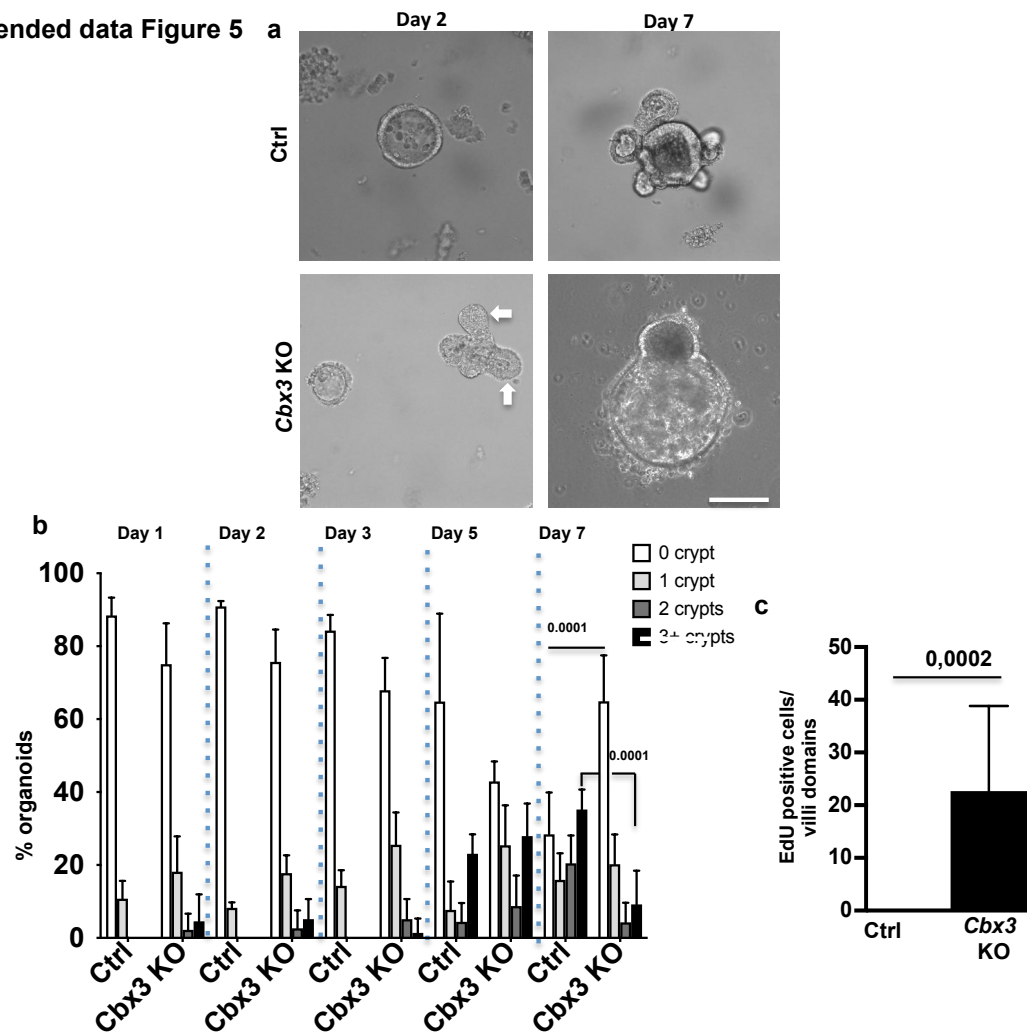 ended data Figure 5
a
Day 2
Day 7
Ctrl
Cbx3 KO
b
Day 1
Day 2
Day 3
Day 5
Day 7
0 crypt
1 crypt
2 crypts
3+ crypts
% organoids
100
80
60
40
20
0
0.0001
0.0001
Ctrl
Cbx3 KO
Ctrl
Cbx3 KO
Ctrl
Cbx3 KO
Ctrl
Cbx3 KO
Ctrl
Cbx3 KO
c
EdU positive cells/
villi domains
50
40
30
20
10
0
0,0002
Ctrl
Cbx3
KO